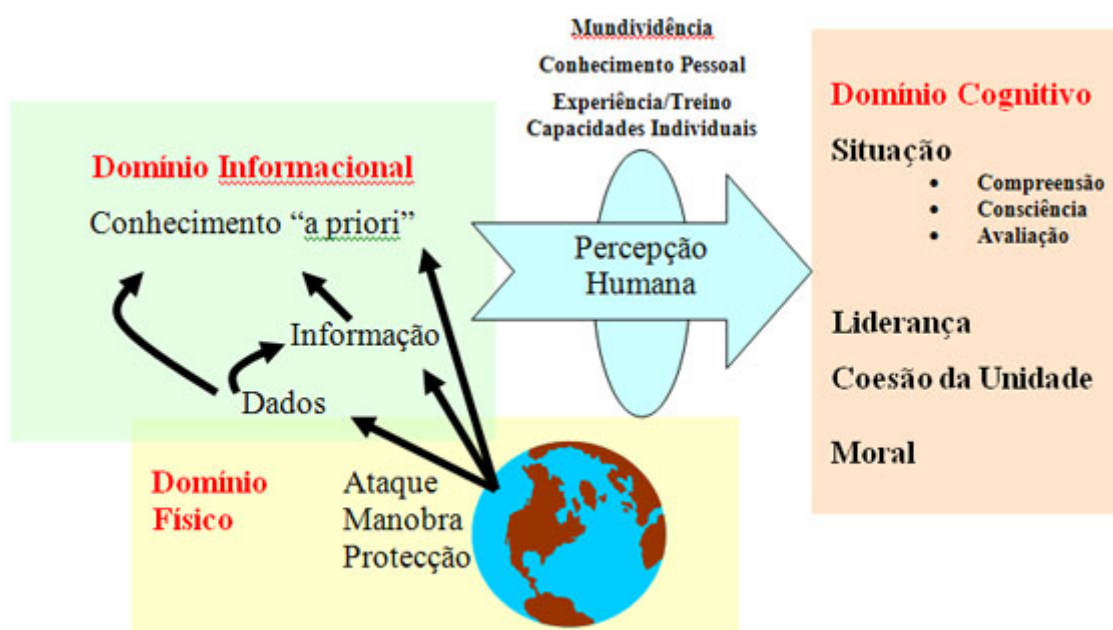 Mundividência
Conhecimento Pessoal
Experiência/Treino
Capacidades Individuais
Domínio Informacional
Conhecimento “a priori”
Informação
Dados
Percepção
Humana
Domínio Cognitivo
Situação
• Compreensão
• Consciência
• Avaliação
Liderança
Coesão da Unidade
Moral
Domínio
Físico
Ataque
Manobra
Protecção